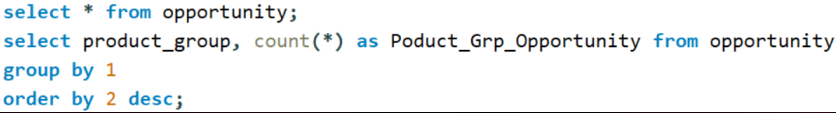 select * from opportunity;
select product_group, count(*) as Poduct_Grp_Opportunity from opportunity
group by 1
order by 2 desc;